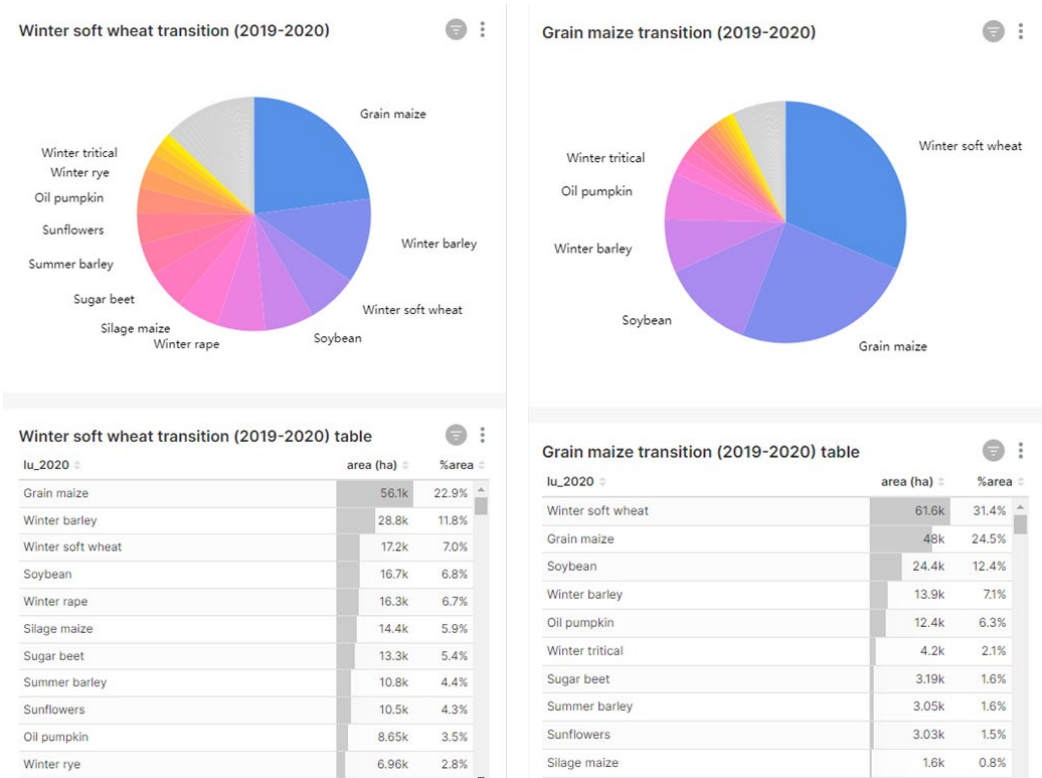 Winter soft wheat transition (2019-2020)
Grain maize
Winter barley
Winter soft wheat
Soybean
Winter rape
Silage maize
Sugar beet
Summer barley
Sunflowers
Oil pumpkin
Winter rye
Winter tritical
Grain maize transition (2019-2020)
Winter soft wheat
Grain maize
Soybean
Winter barley
Oil pumpkin
Winter tritical
Winter soft wheat transition (2019-2020) table
lu_2020 area (ha) %area
Grain maize 56.1k 22.9%
Winter barley 28.8k 11.8%
Winter soft wheat 17.2k 7.0%
Soybean 16.7k 6.8%
Winter rape 16.3k 6.7%
Silage maize 14.4k 5.9%
Sugar beet 13.3k 5.4%
Summer barley 10.8k 4.4%
Sunflowers 10.5k 4.3%
Oil pumpkin 8.65k 3.5%
Winter rye 6.96k 2.8%
Grain maize transition (2019-2020) table
lu_2020 area (ha) %area
Winter soft wheat 61.6k 31.4%
Grain maize 48k 24.5%
Soybean 24.4k 12.4%
Winter barley 13.9k 7.1%
Oil pumpkin 12.4k 6.3%
Winter tritical 4.2k 2.1%
Sugar beet 3.19k 1.6%
Summer barley 3.05k 1.6%
Sunflowers 3.03k 1.5%
Silage maize 1.6k 0.8%